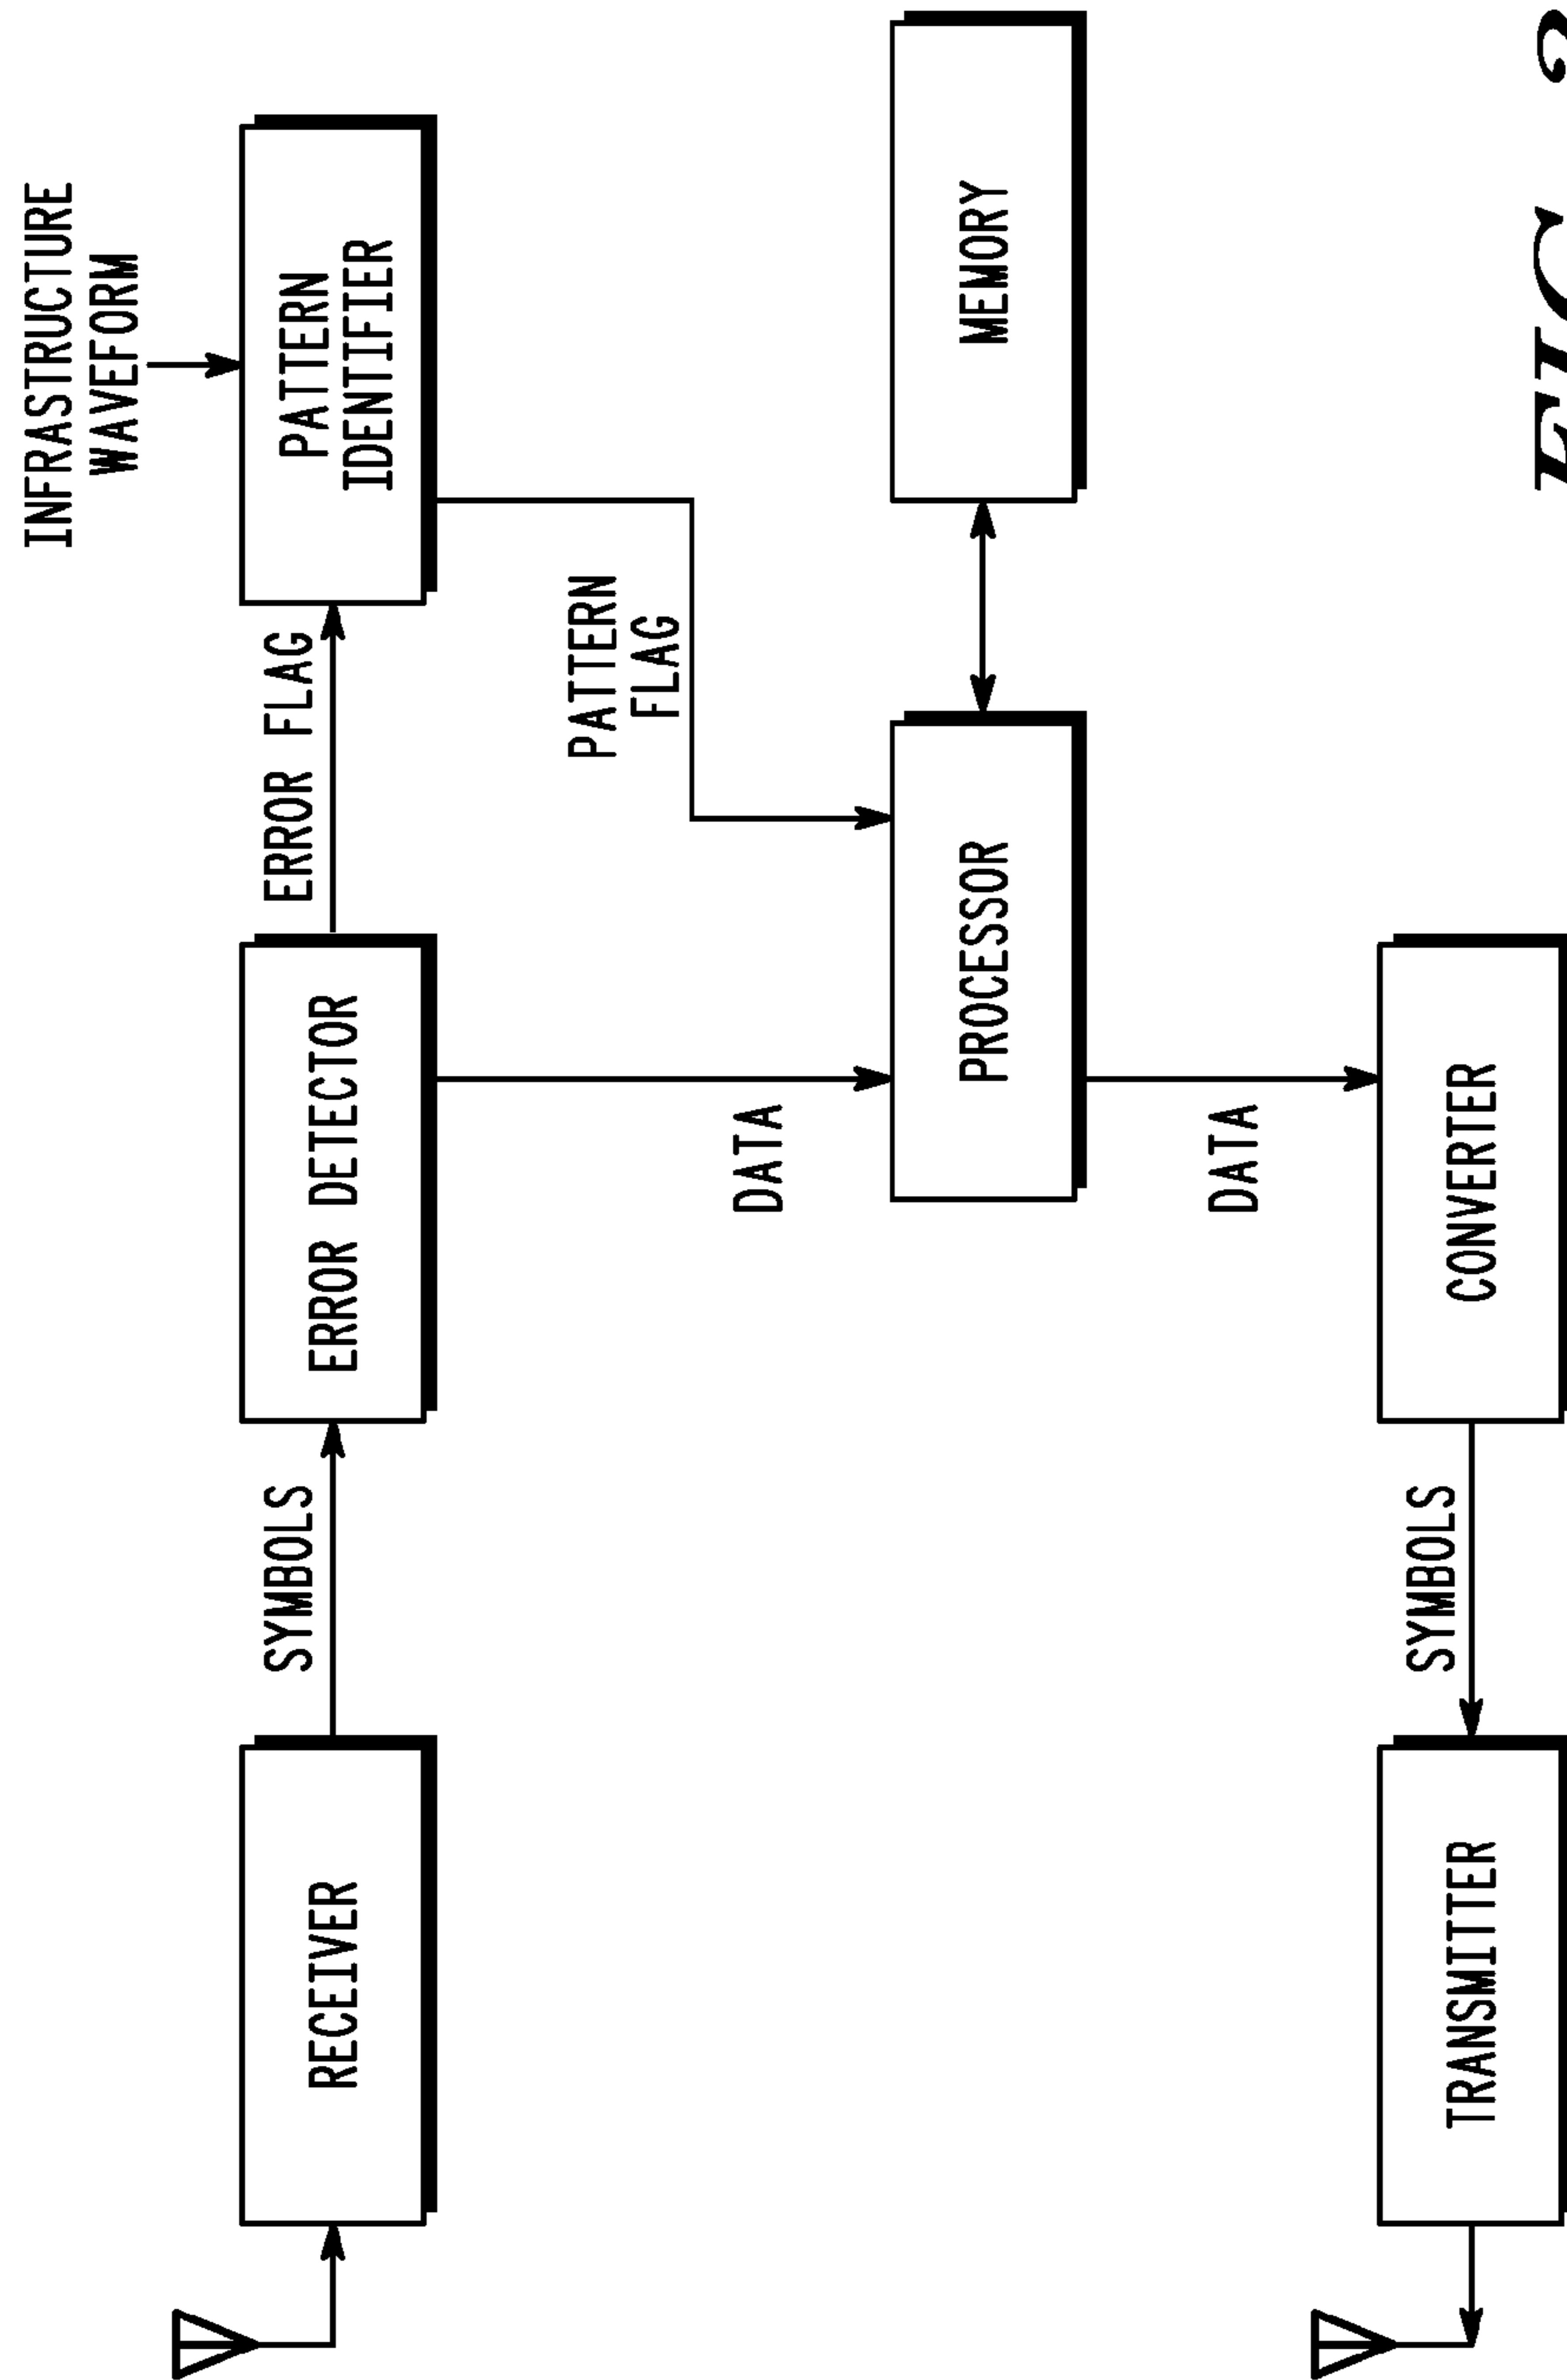 INFRASTRUCTURE
WAVEFORM
SYMBOLS
ERROR FLAG
RECEIVER
ERROR DETECTOR
PATTERN
IDENTIFIER
PATTERN
FLAG
DATA
PROCESSOR
MEMORY
DATA
SYMBOLS
TRANSMITTER
CONVERTER
FIG